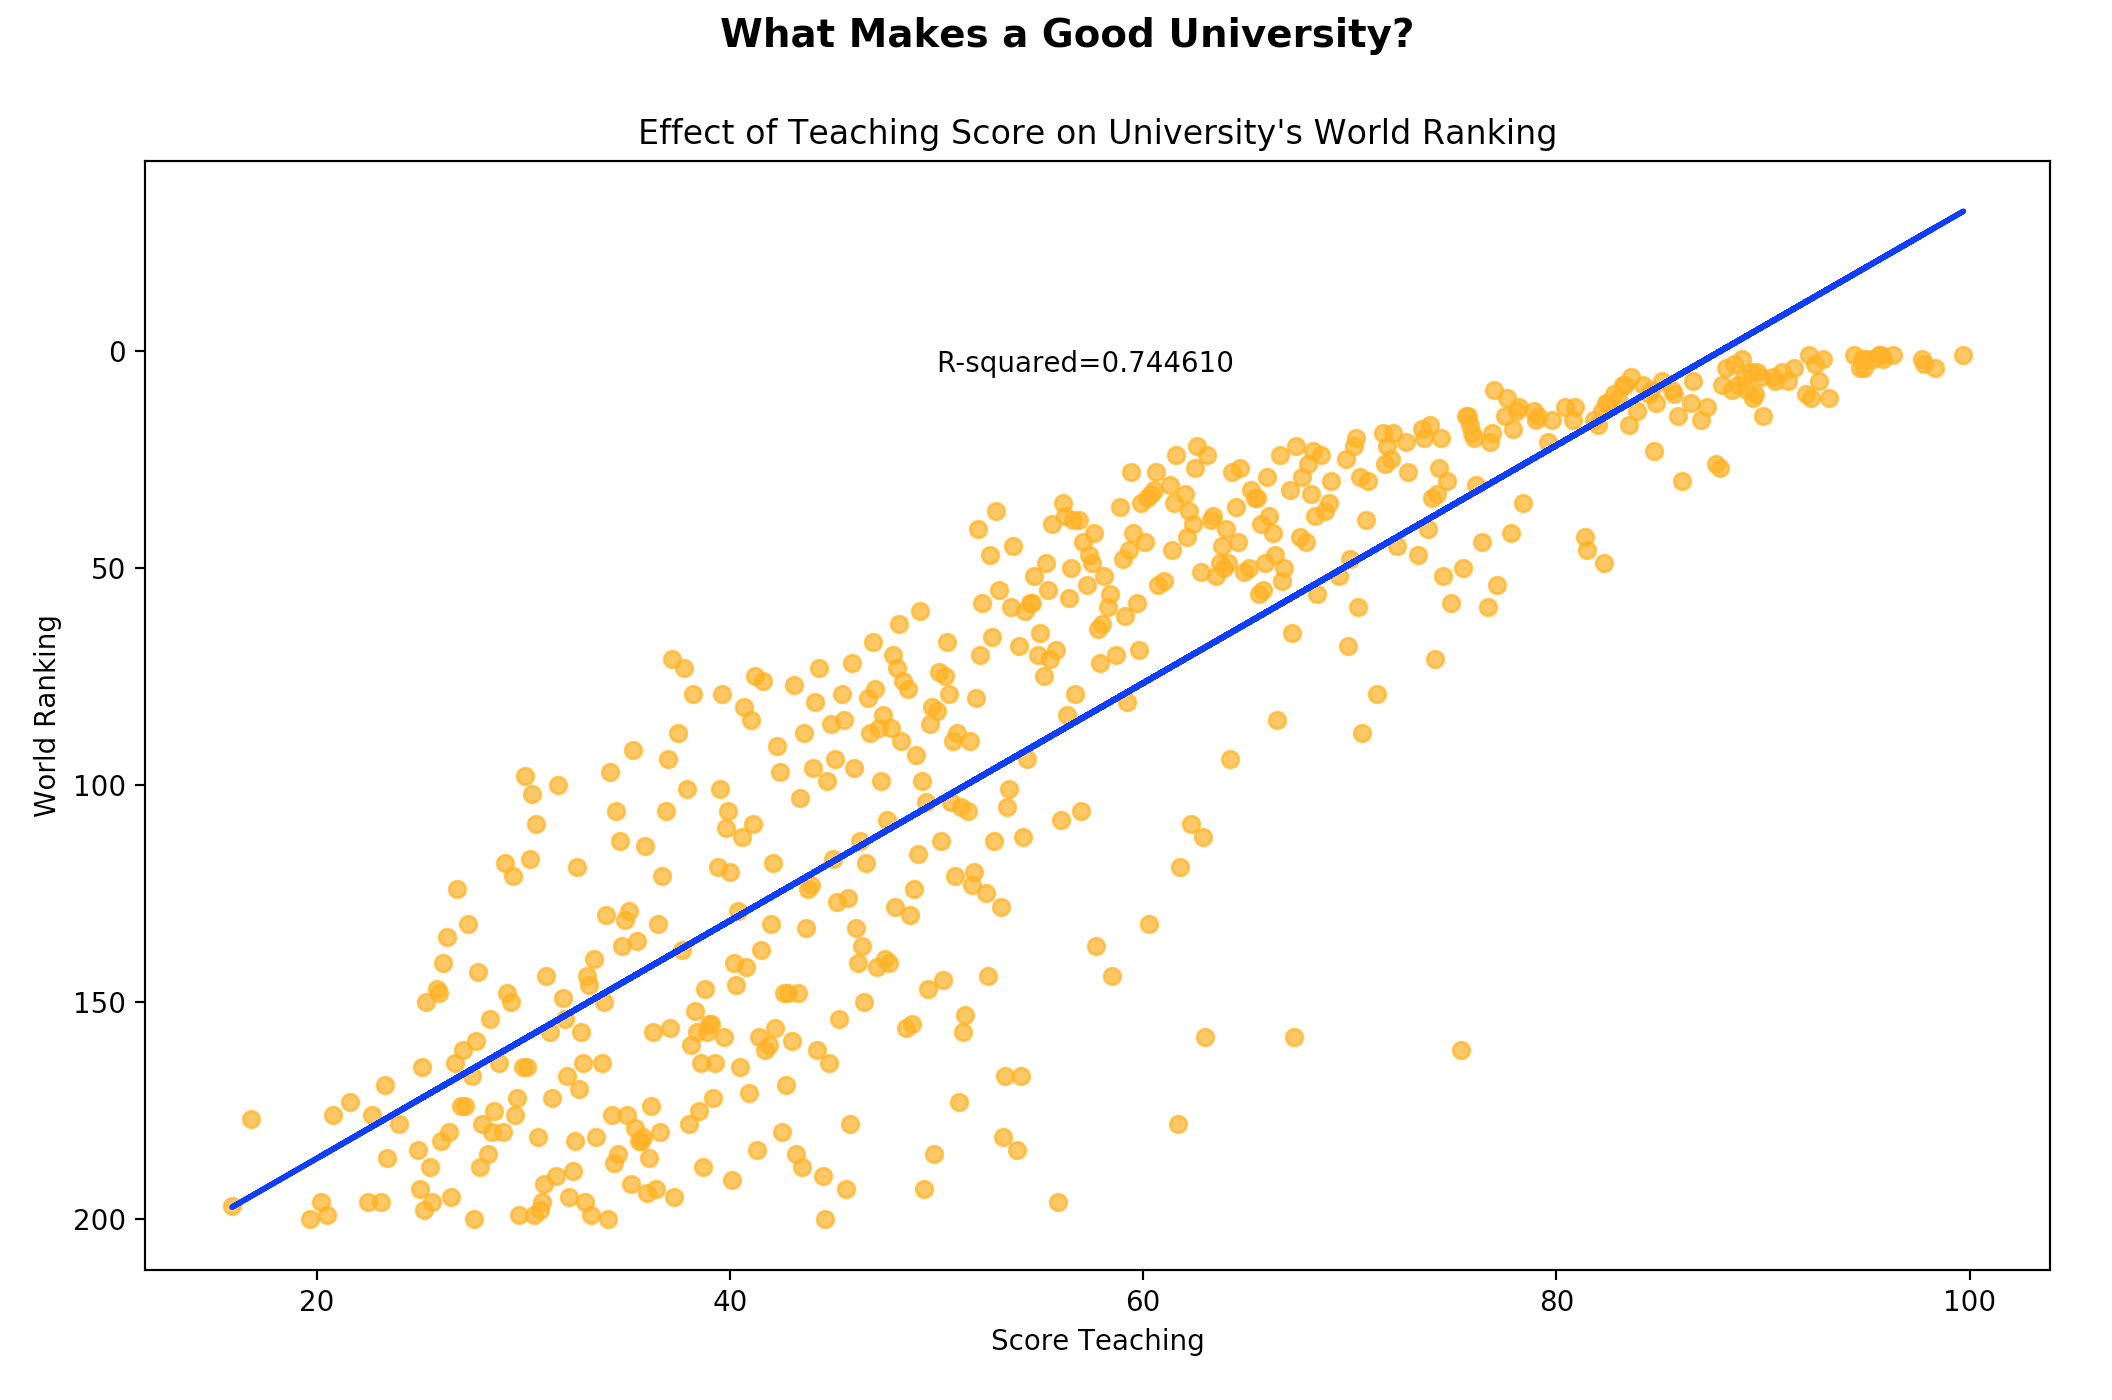 What Makes a Good University?
Effect of Teaching Score on University's World Ranking
R-squared=0.744610
World Ranking
0
50
100
150
200
20
40
60
80
100
Score Teaching